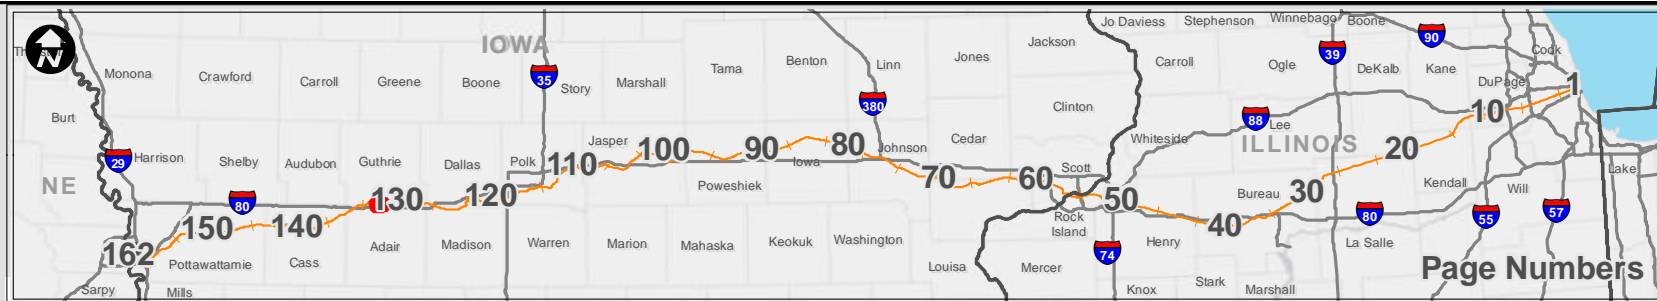 N
IOWA
Jo Daviess
Stephenson
Winnebago
Boone
Th
Monona
Crawford
Carroll
Greene
Boone
35
Story
Marshall
Tama
Benton
Linn
Jones
Jackson
Carroll
Ogle
39
DeKalb
90
Kane
Cook
DuPage
1
Burt
380
Clinton
Cedar
Whiteside
88
Lee
ILLINOIS
10
20
29
Harrison
Shelby
Audubon
Guthrie
Dallas
Polk
110
Jasper
100
90
80
Iowa
Johnson
70
60
Scott
NE
80
130
120
Poweshiek
50
Bureau
30
Kendall
Will
Lake
162
150
140
Adair
Madison
Warren
Marion
Mahaska
Keokuk
Washington
Rock
Island
40
80
55
57
Pottawattamie
Cass
Louisa
Mercer
74
Henry
La Salle
Sarpy
Mills
Knox
Stark
Marshall
Page Numbers